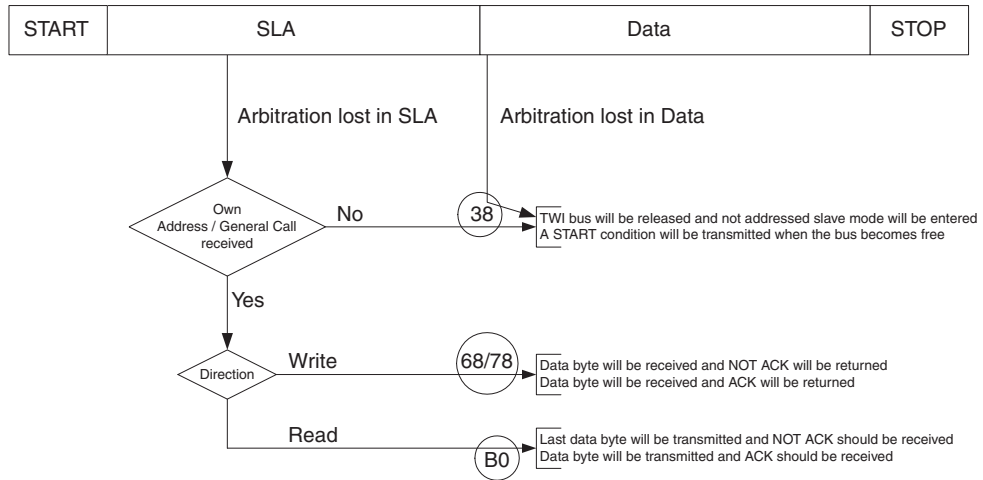 START SLA Data STOP
Arbitration lost in SLA Arbitration lost in Data
Own
Address / General Call
received
No
38
TWI bus will be released and not addressed slave mode will be entered
A START condition will be transmitted when the bus becomes free
Yes
Direction
Write
68/78
Data byte will be received and NOT ACK will be returned
Data byte will be received and ACK will be returned
Read
B0
Last data byte will be transmitted and NOT ACK should be received
Data byte will be transmitted and ACK should be received